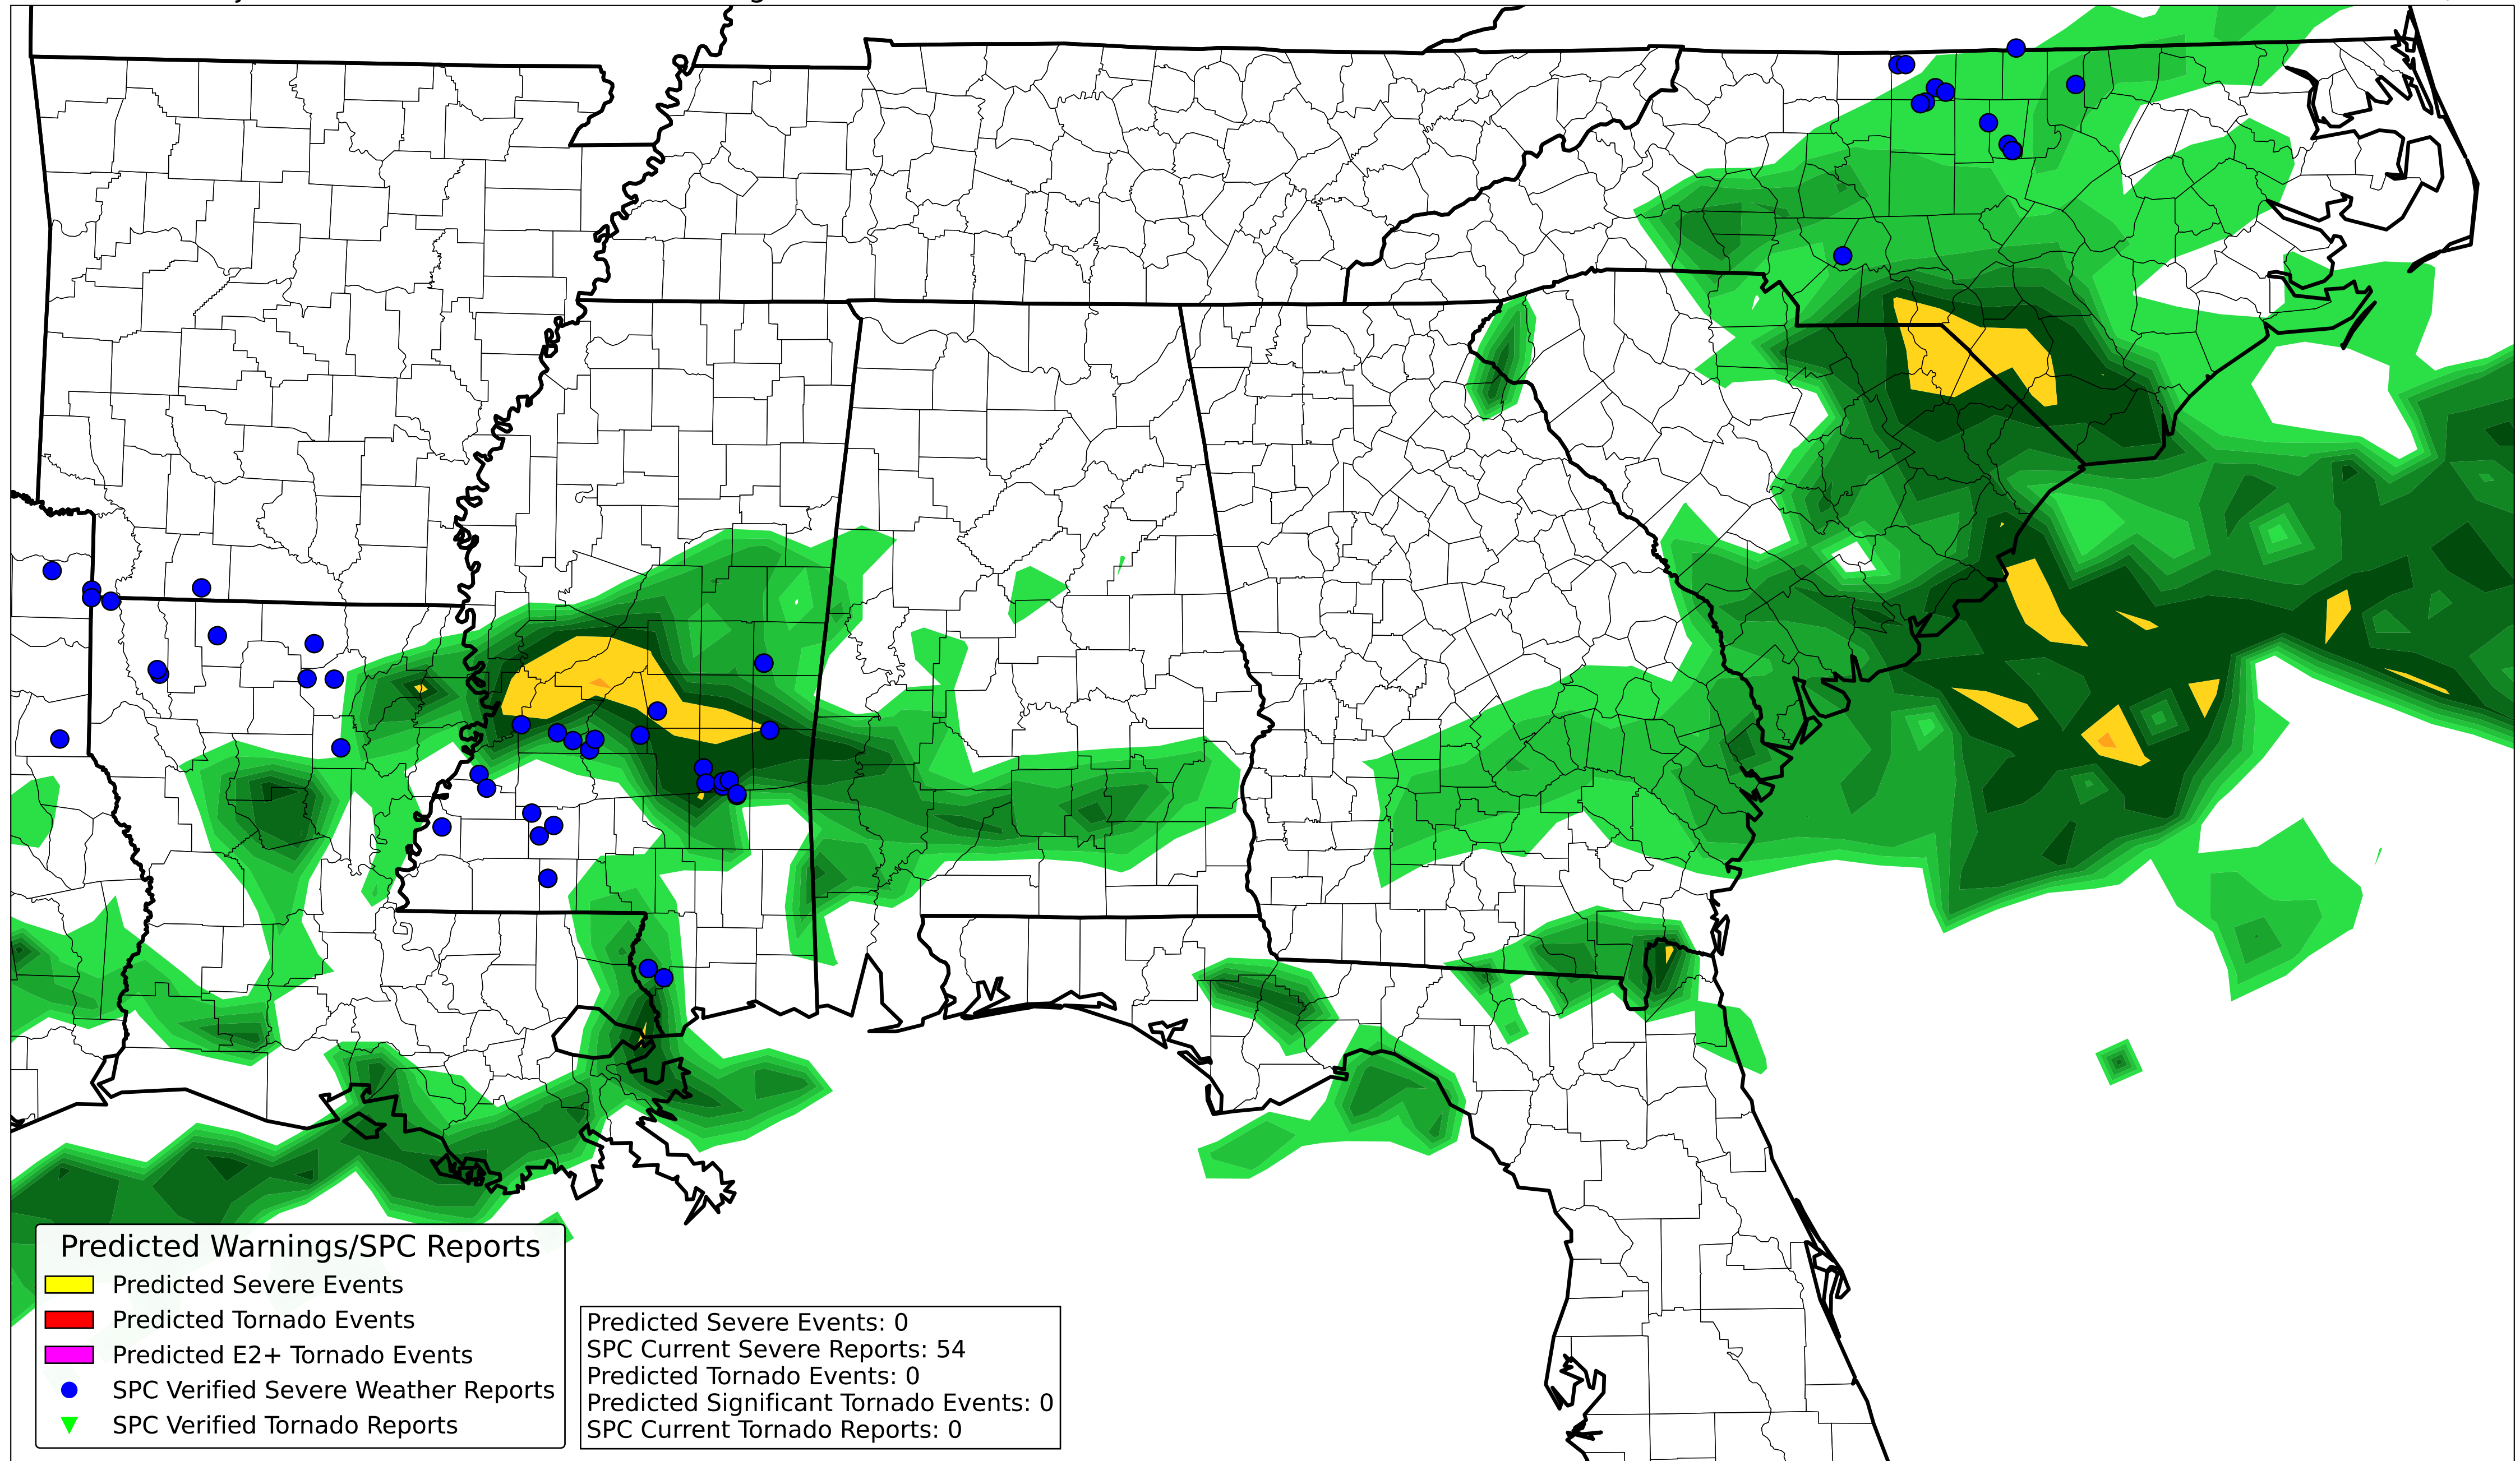 Predicted Warnings/SPC Reports
Predicted Severe Events
Predicted Tornado Events
Predicted E2+ Tornado Events
SPC Verified Severe Weather Reports
SPC Verified Tornado Reports
Predicted Severe Events: 0
SPC Current Severe Reports: 54
Predicted Tornado Events: 0
Predicted Significant Tornado Events: 0
SPC Current Tornado Reports: 0